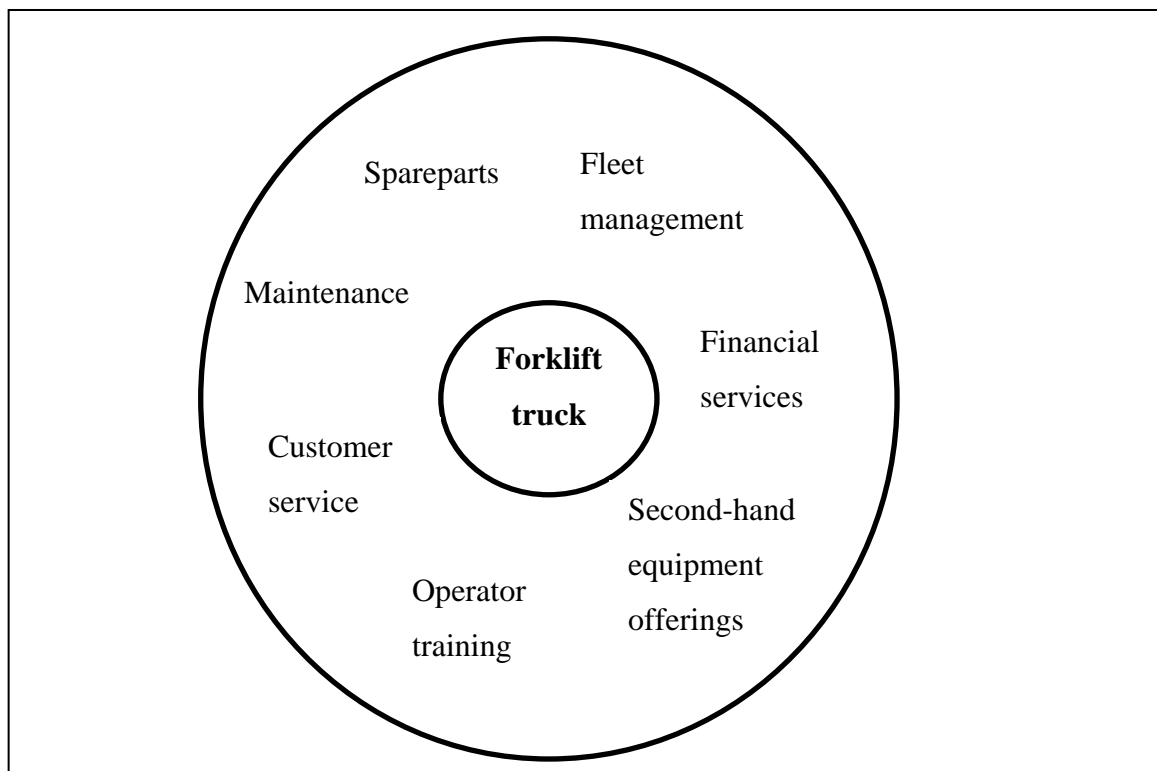 Spareparts
Fleet
management
Maintenance
Forklift
truck
Financial
services
Customer
service
Second-hand
equipment
offerings
Operator
training